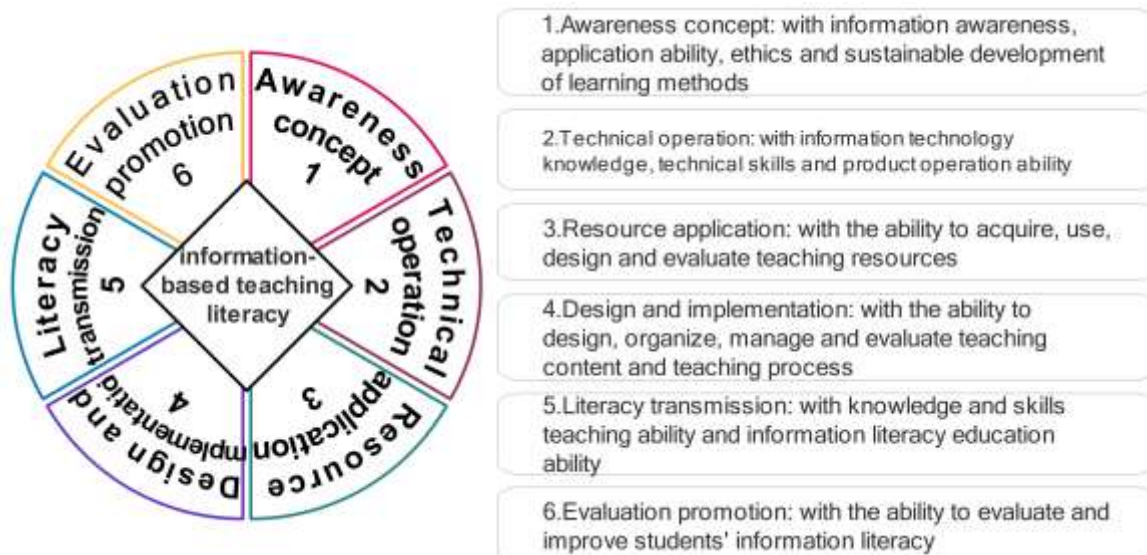 Evaluation
promotion
6
Awareness
concept
1
Technical
operation
2
Resource
application
3
Design and
mplementatio
4
Literacy
transmission
5
information-
based teaching
literacy
1.Awareness concept: with information awareness,
application ability, ethics and sustainable development
of learning methods
2.Technical operation: with information technology
knowledge, technical skills and product operation ability
3.Resource application: with the ability to acquire, use,
design and evaluate teaching resources
4.Design and implementation: with the ability to
design, organize, manage and evaluate teaching
content and teaching process
5.Literacy transmission: with knowledge and skills
teaching ability and information literacy education
ability
6.Evaluation promotion: with the ability to evaluate and
improve students' information literacy